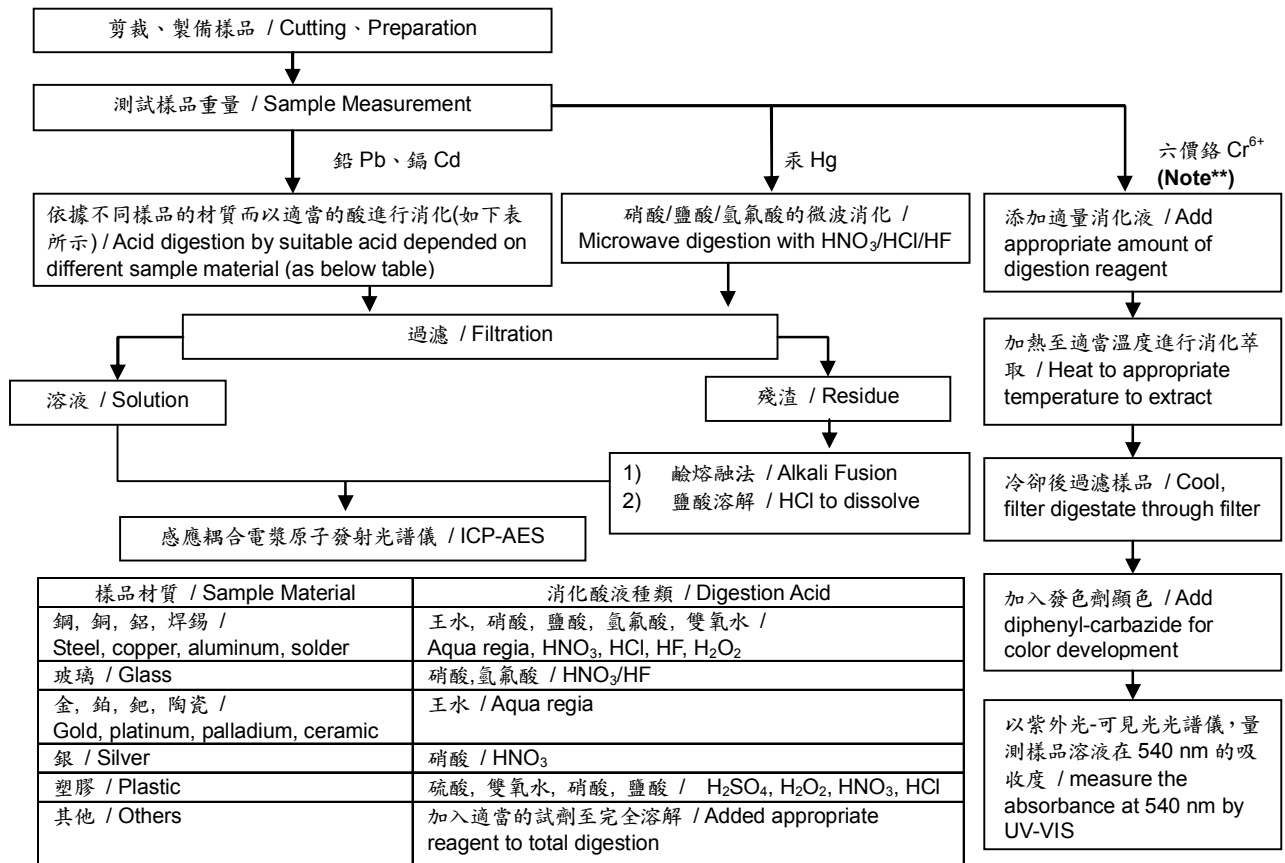 剪裁、製備樣品 / Cutting、Preparation
測試樣品重量 / Sample Measurement
鉛 Pb、鎘 Cd
汞 Hg
六價鉻 Cr6+
(Note**)
依據不同樣品的材質而以適當的酸進行消化(如下表
所示) / Acid digestion by suitable acid depended on
different sample material (as below table)
硝酸/鹽酸/氫氟酸的微波消化 /
Microwave digestion with HNO3/HCl/HF
添加適量消化液 / Add
appropriate amount of
digestion reagent
過濾 / Filtration
加熱至適當溫度進行消化萃
取 / Heat to appropriate
temperature to extract
溶液 / Solution
殘渣 / Residue
1) 鹼熔融法 / Alkali Fusion
2) 鹽酸溶解 / HCl to dissolve
冷卻後過濾樣品 / Cool,
filter digestate through filter
感應耦合電漿原子發射光譜儀 / ICP-AES
加入發色劑顯色 / Add
diphenyl-carbazide for
color development
以紫外光-可見光光譜儀,量
測樣品溶液在 540 nm 的吸
收度 / measure the
absorbance at 540 nm by
UV-VIS
樣品材質 / Sample Material
消化酸液種類 / Digestion Acid
鋼, 銅, 鋁, 焊錫 /
Steel, copper, aluminum, solder
王水, 硝酸, 鹽酸, 氫氟酸, 雙氧水 /
Aqua regia, HNO3, HCl, HF, H2O2
玻璃 / Glass
硝酸,氫氟酸 / HNO3/HF
金, 鉑, 鈀, 陶瓷 /
Gold, platinum, palladium, ceramic
王水 / Aqua regia
銀 / Silver
硝酸 / HNO3
塑膠 / Plastic
硫酸, 雙氧水, 硝酸, 鹽酸 / H2SO4, H2O2, HNO3, HCl
其他 / Others
加入適當的試劑至完全溶解 / Added appropriate
reagent to total digestion